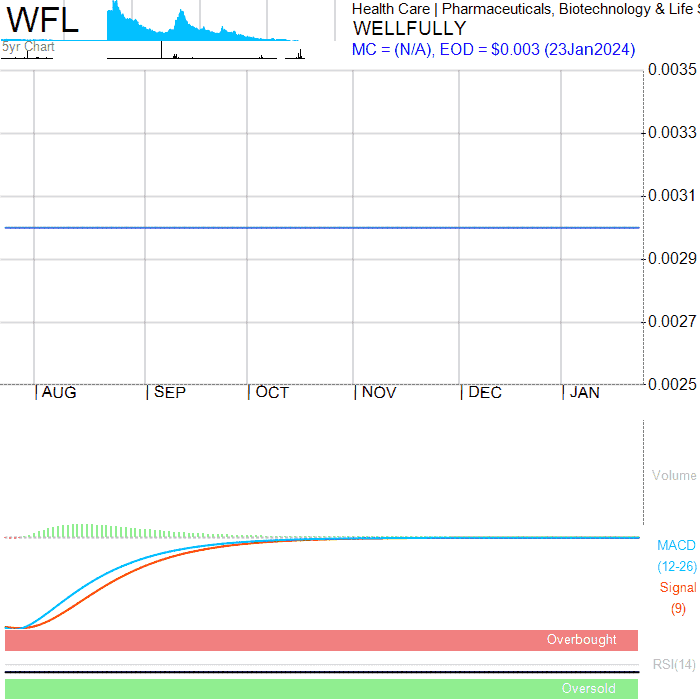 WFL
Health Care | Pharmaceuticals, Biotechnology & Life S
WELLFULLY
5yr Chart
MC = (N/A), EOD = $0.003 (23Jan2024)
0.0035
0.0033
0.0031
0.0029
0.0027
0.0025
AUG SEP OCT NOV DEC JAN
Volume
MACD
(12-26)
Signal
(9)
Overbought
RSI(14)
Oversold